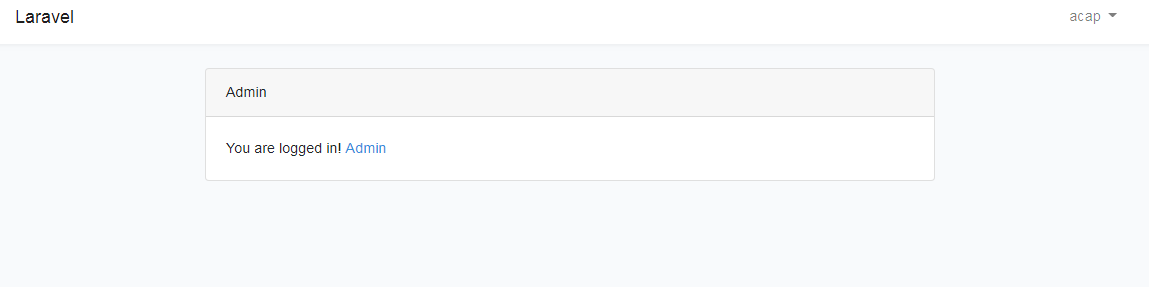 Laravel
acap
Admin
You are logged in! Admin